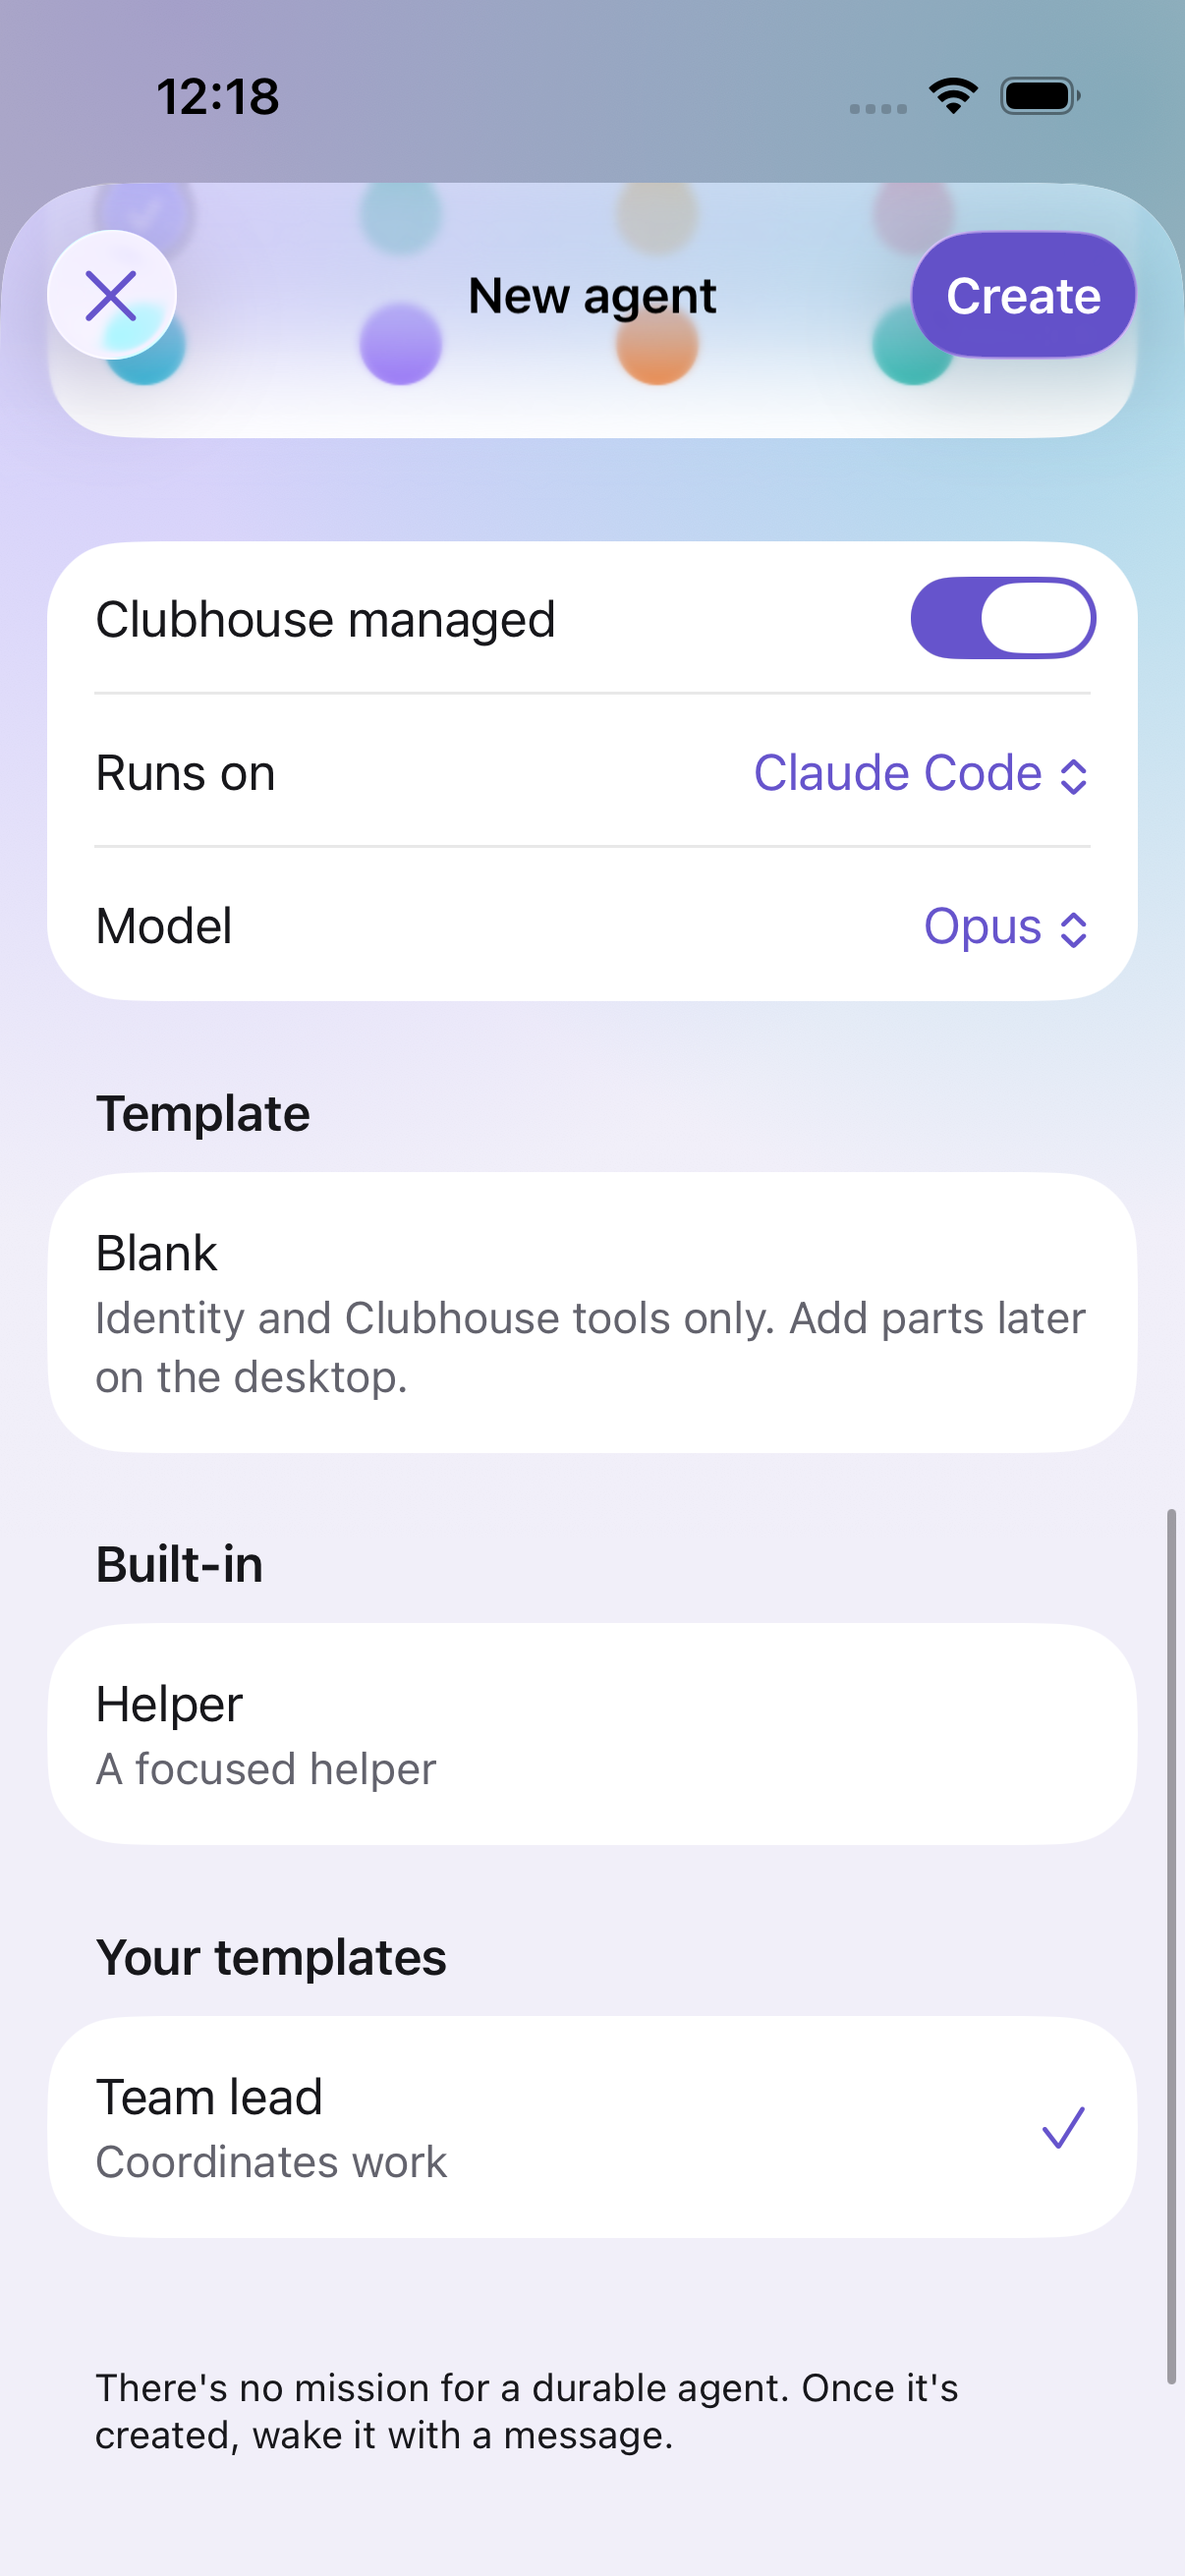 12:18
New agent
Create
Clubhouse managed
Runs on
Claude Code
Model
Opus
Template
Blank
Identity and Clubhouse tools only. Add parts later
on the desktop.
Built-in
Helper
A focused helper
Your templates
Team lead
Coordinates work
There's no mission for a durable agent. Once it's
created, wake it with a message.